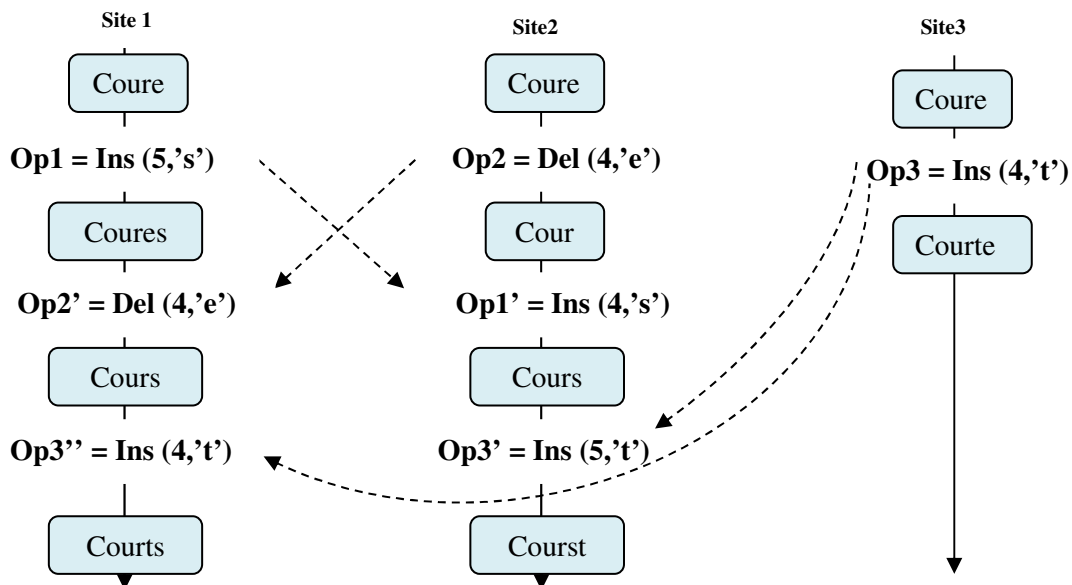 Site 1
Site2
Site3
Coure
Coure
Coure
Op1 = Ins (5,’s’)
Op2 = Del (4,’e’)
Op3 = Ins (4,’t’)
Coures
Cour
Courte
Op2’ = Del (4,’e’)
Op1’ = Ins (4,’s’)
Cours
Cours
Op3’’ = Ins (4,’t’)
Op3’ = Ins (5,’t’)
Courts
Courst